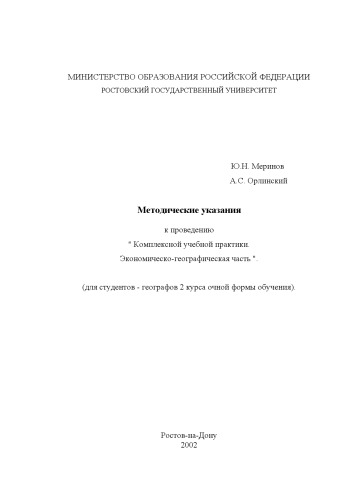 МИНИСТЕРСТВО ОБРАЗОВАНИЯ РОССИЙСКОЙ ФЕДЕРАЦИИ
РОСТОВСКИЙ ГОСУДАРСТВЕННЫЙ УНИВЕРСИТЕТ
Ю.Н. Меринов
А.С. Орлинский
Методические указания
к проведению
" Комплексной учебной практики.
Экономическо-географическая часть ".
(для студентов - географов 2 курса очной формы обучения).
Ростов-на-Дону
2002